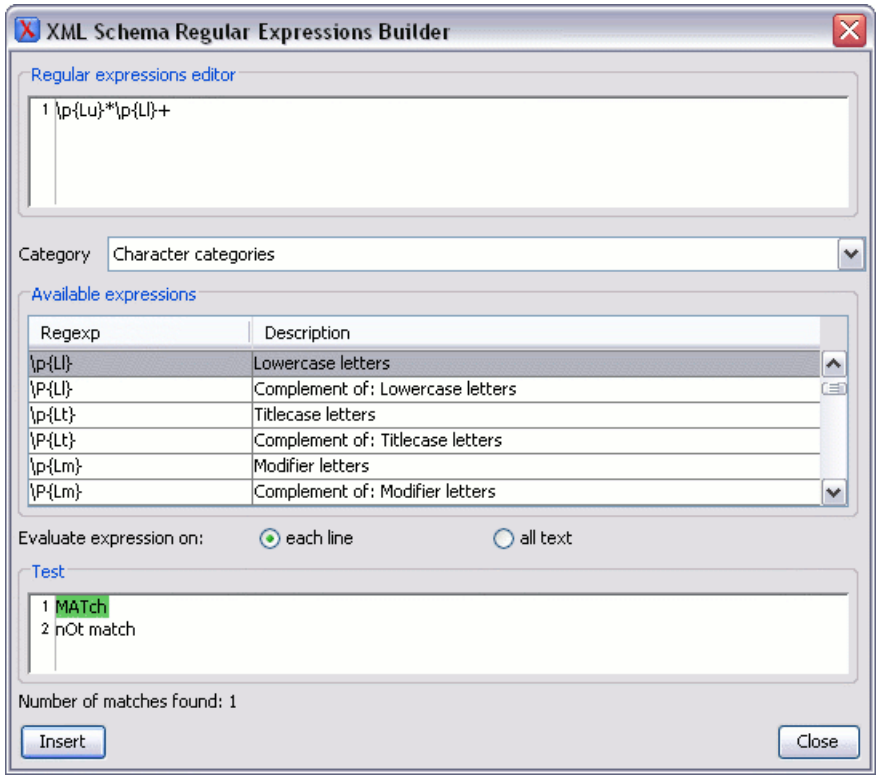 XML Schema Regular Expressions Builder
Regular expressions editor
1 \p{Lu}*\p{Ll}+
Category Character categories
Available expressions
Regexp Description
\p{Ll} Lowercase letters
\P{Ll} Complement of: Lowercase letters
\p{Lt} Titlecase letters
\P{Lt} Complement of: Titlecase letters
\p{Lm} Modifier letters
\P{Lm} Complement of: Modifier letters
Evaluate expression on: each line all text
Test
1 MATch
2 nOt match
Number of matches found: 1
Insert Close